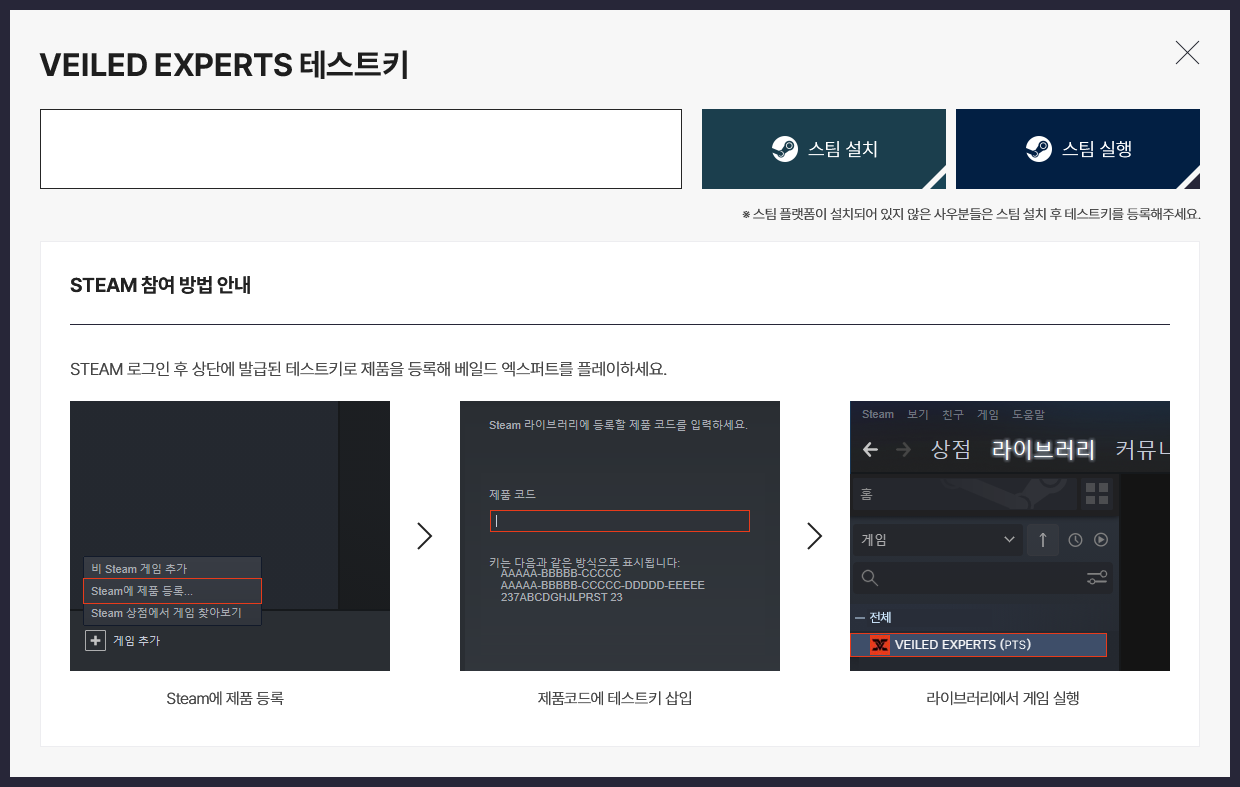 VEILED EXPERTS 테스트키
스팀 설치
스팀 실행
※ 스팀 플랫폼이 설치되어 있지 않은 사우분들은 스팀 설치 후 테스트키를 등록해주세요.
STEAM 참여 방법 안내
STEAM 로그인 후 상단에 발급된 테스트키로 제품을 등록해 베일드 엑스퍼트를 플레이하세요.
비 Steam 게임 추가
Steam에 제품 등록...
Steam 상점에서 게임 찾아보기
게임 추가
Steam에 제품 등록
Steam 라이브러리에 등록할 제품 코드를 입력하세요.
제품 코드
키는 다음과 같은 방식으로 표시됩니다:
AAAAA-BBBBB-CCCCC
AAAAA-BBBBB-CCCCC-DDDDD-EEEEE
237ABCDGHJLPRST 23
제품코드에 테스트키 삽입
Steam 보기 친구 게임 도움말
상점 라이브러리 커뮤니
홈
게임
전체
VEILED EXPERTS (PTS)
라이브러리에서 게임 실행